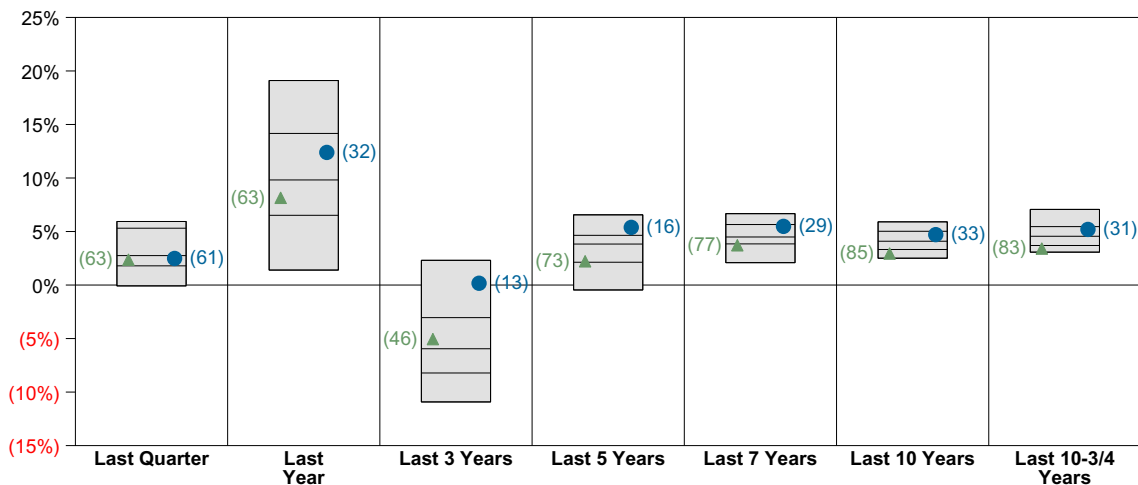 25%
20%
15%
10%
5%
0%
(5%)
(10%)
(15%)
(63)
(61)
(63)
(32)
(46)
(13)
(73)
(16)
(77)
(29)
(85)
(33)
(83)
(31)
Last Quarter
Last
Year
Last 3 Years
Last 5 Years
Last 7 Years
Last 10 Years
Last 10-3/4
Years